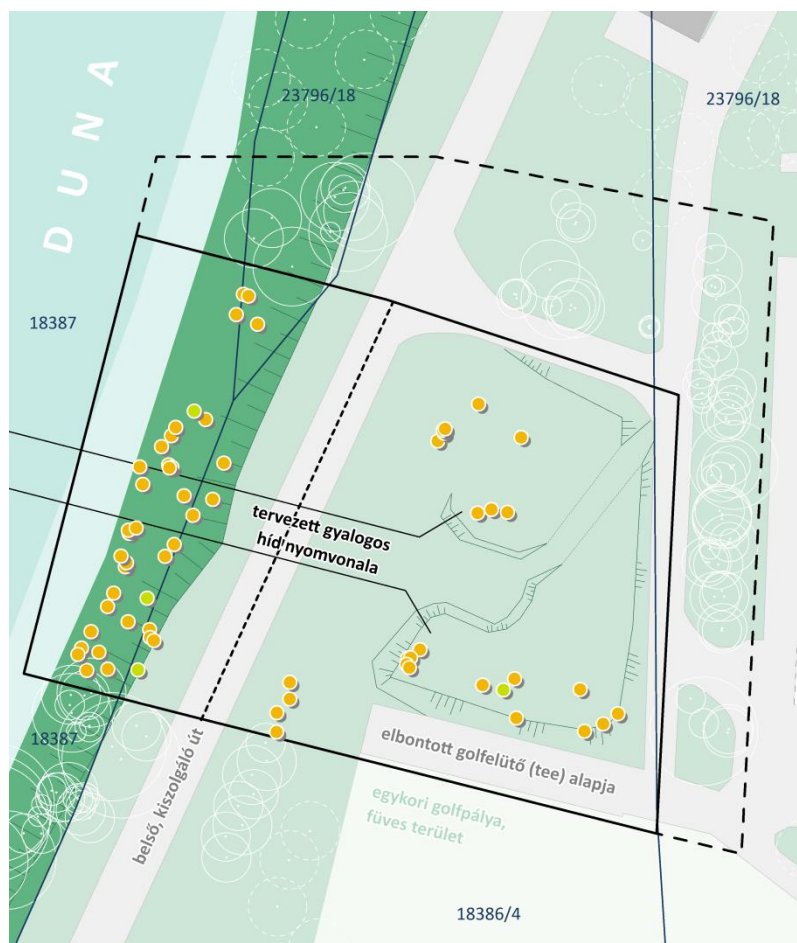 23796/18
23796/18
DUNA
18387
tervezett gyalogos
híd nyomvonala
18387
elbontott golfelütő (tee) alapja
belső, kiszolgáló út
egykori golfpálya,
füves terület
18386/4